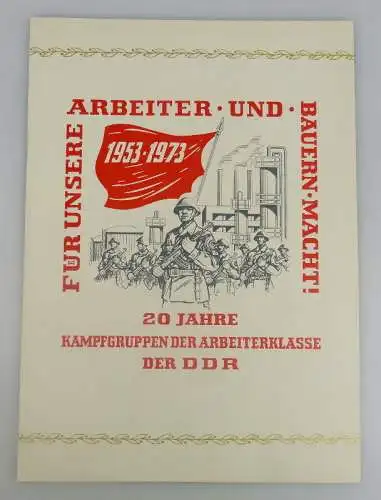 FÜR UNSERE
ARBEITER · UND ·
BAUERN · MACHT!
1953 · 1973
20 JAHRE
KAMPFGRUPPEN DER ARBEITERKLASSE
DER DDR